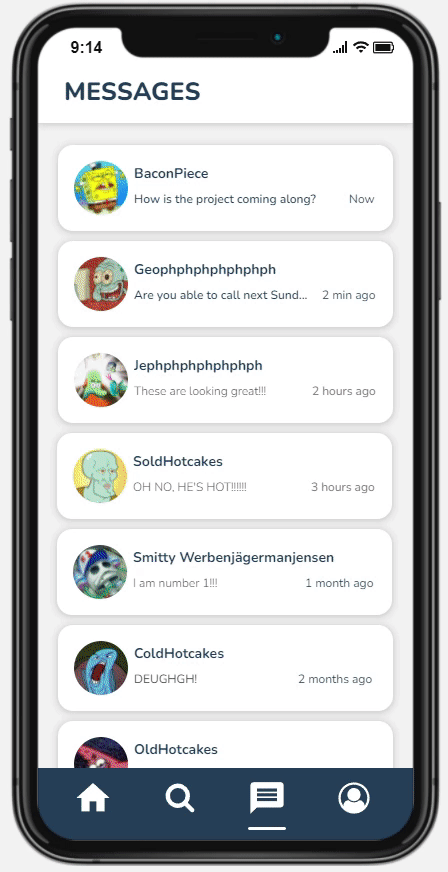 9:14
MESSAGES
BaconPiece
How is the project coming along? Now
Geophphphphphphph
Are you able to call next Sund... 2 min ago
Jephphphphphphph
These are looking great!!! 2 hours ago
SoldHotcakes
OH NO, HE'S HOT!!!!!! 3 hours ago
Smitty Werbenjägermanjensen
I am number 1!!! 1 month ago
ColdHotcakes
DEUGHGH! 2 months ago
OldHotcakes